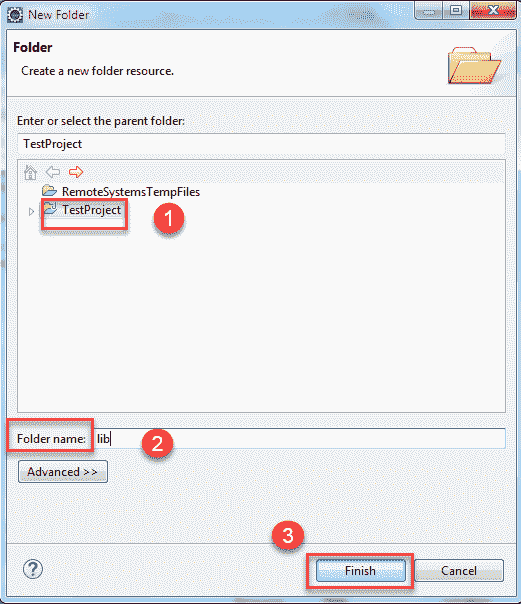 New Folder
Folder
Create a new folder resource.
Enter or select the parent folder:
TestProject
RemoteSystemsTempFiles
TestProject
1
Folder name: lib
2
Advanced >>
3
?
Finish Cancel